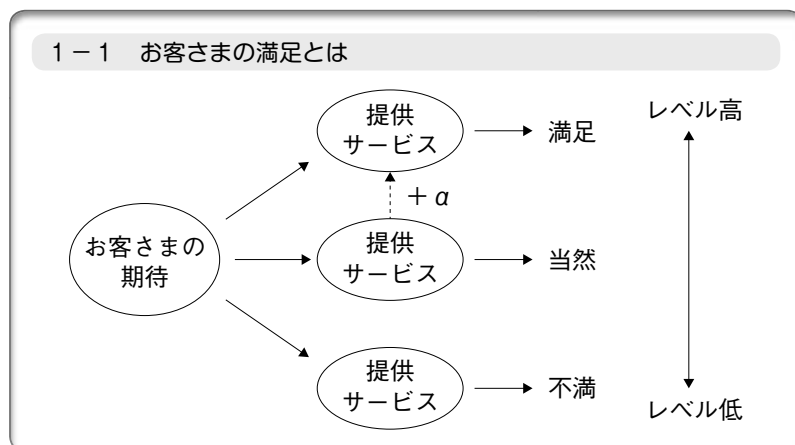 1－1　お客さまの満足とは
レベル高
提供
サービス
満足
＋α
お客さまの
期待
提供
サービス
当然
提供
サービス
不満
レベル低